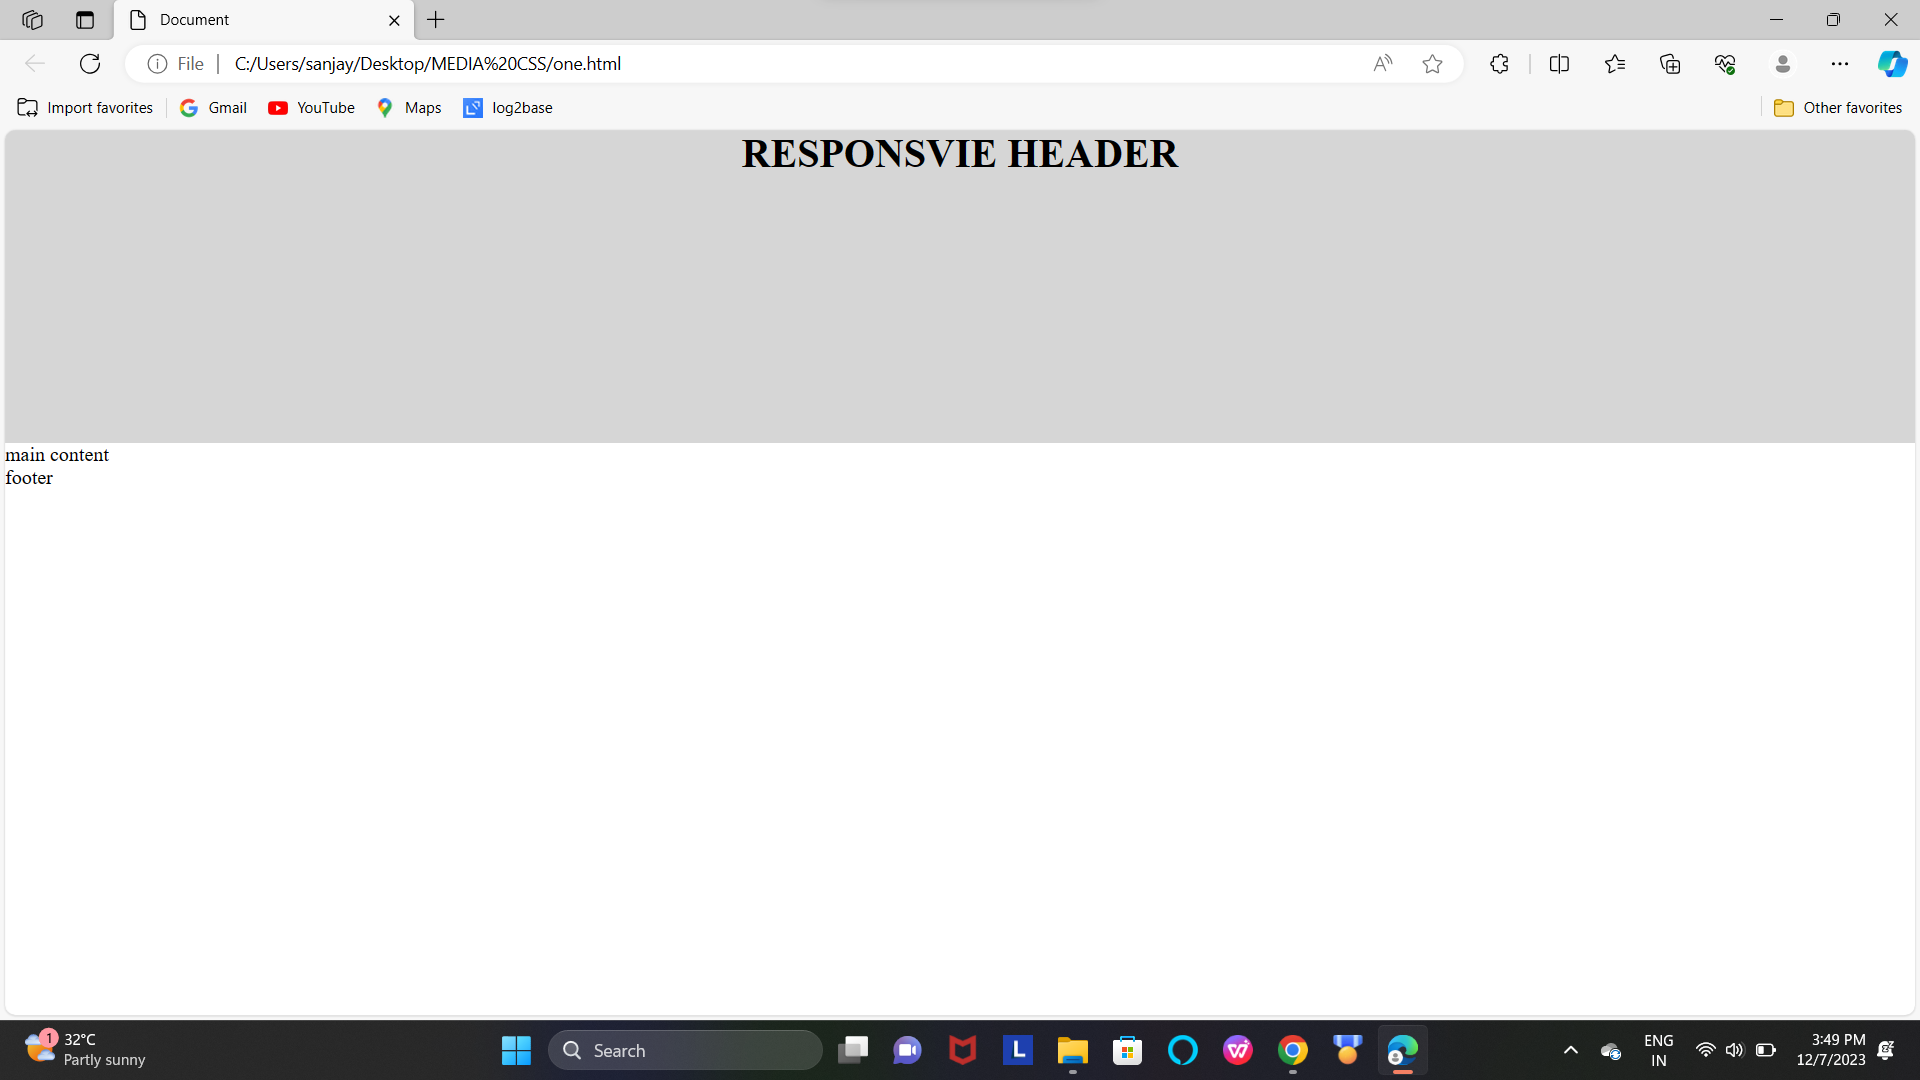 Document
File
C:/Users/sanjay/Desktop/MEDIA%20CSS/one.html
Import favorites
Gmail
YouTube
Maps
log2base
Other favorites
RESPONSVIE HEADER
main content
footer
1
32°C
Partly sunny
Search
L
ENG
IN
3:49 PM
12/7/2023